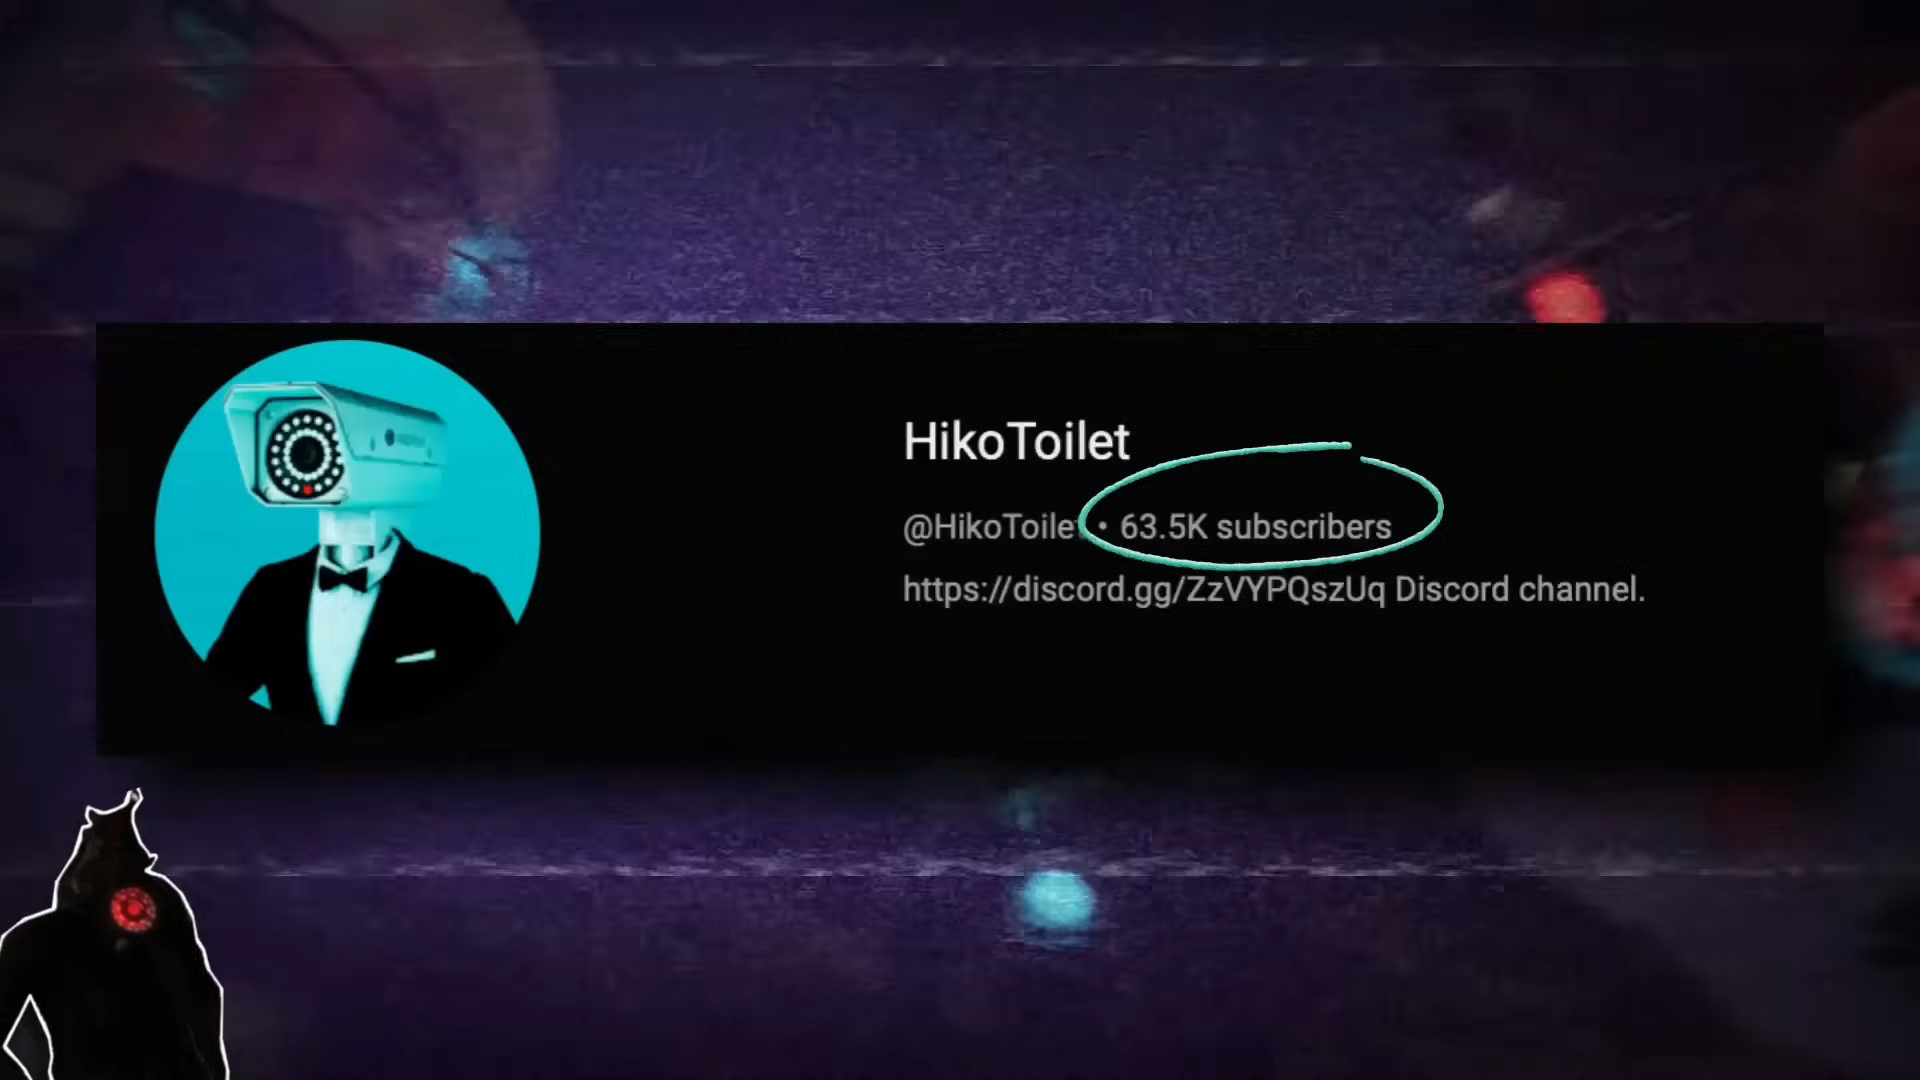 HikoToilet
@HikoToilet • 63.5K subscribers
https://discord.gg/ZzVYPQszUq Discord channel.